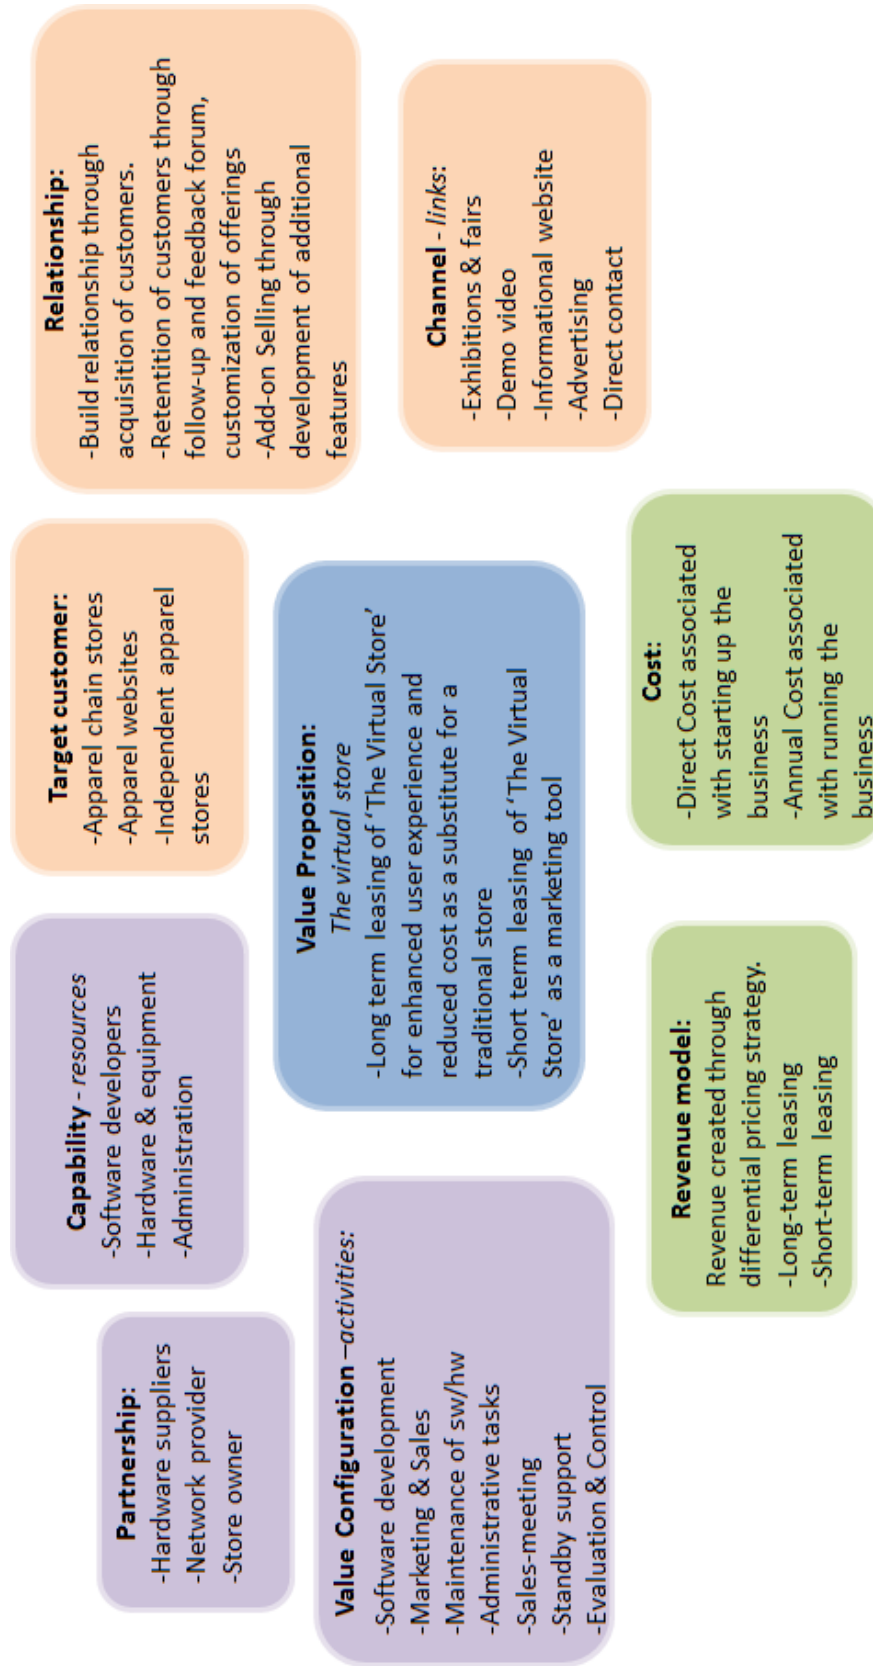 Partnership:
-Hardware suppliers
-Network provider
-Store owner
Capability - resources
-Software developers
-Hardware & equipment
-Administration
Target customer:
-Apparel chain stores
-Apparel websites
-Independent apparel
stores
Relationship:
-Build relationship through
acquisition of customers.
-Retentition of customers through
follow-up and feedback forum,
customization of offerings
-Add-on Selling through
development of additional
features
Value Configuration –activities:
-Software development
-Marketing & Sales
-Maintenance of sw/hw
-Administrative tasks
-Sales-meeting
-Standby support
-Evaluation & Control
Value Proposition:
The virtual store
-Long term leasing of ‘The Virtual Store’
for enhanced user experience and
reduced cost as a substitute for a
traditional store
-Short term leasing of ‘The Virtual
Store’ as a marketing tool
Channel - links:
-Exhibitions & fairs
-Demo video
-Informational website
-Advertising
-Direct contact
Revenue model:
Revenue created through
differential pricing strategy.
-Long-term leasing
-Short-term leasing
Cost:
-Direct Cost associated
with starting up the
business
-Annual Cost associated
with running the
business